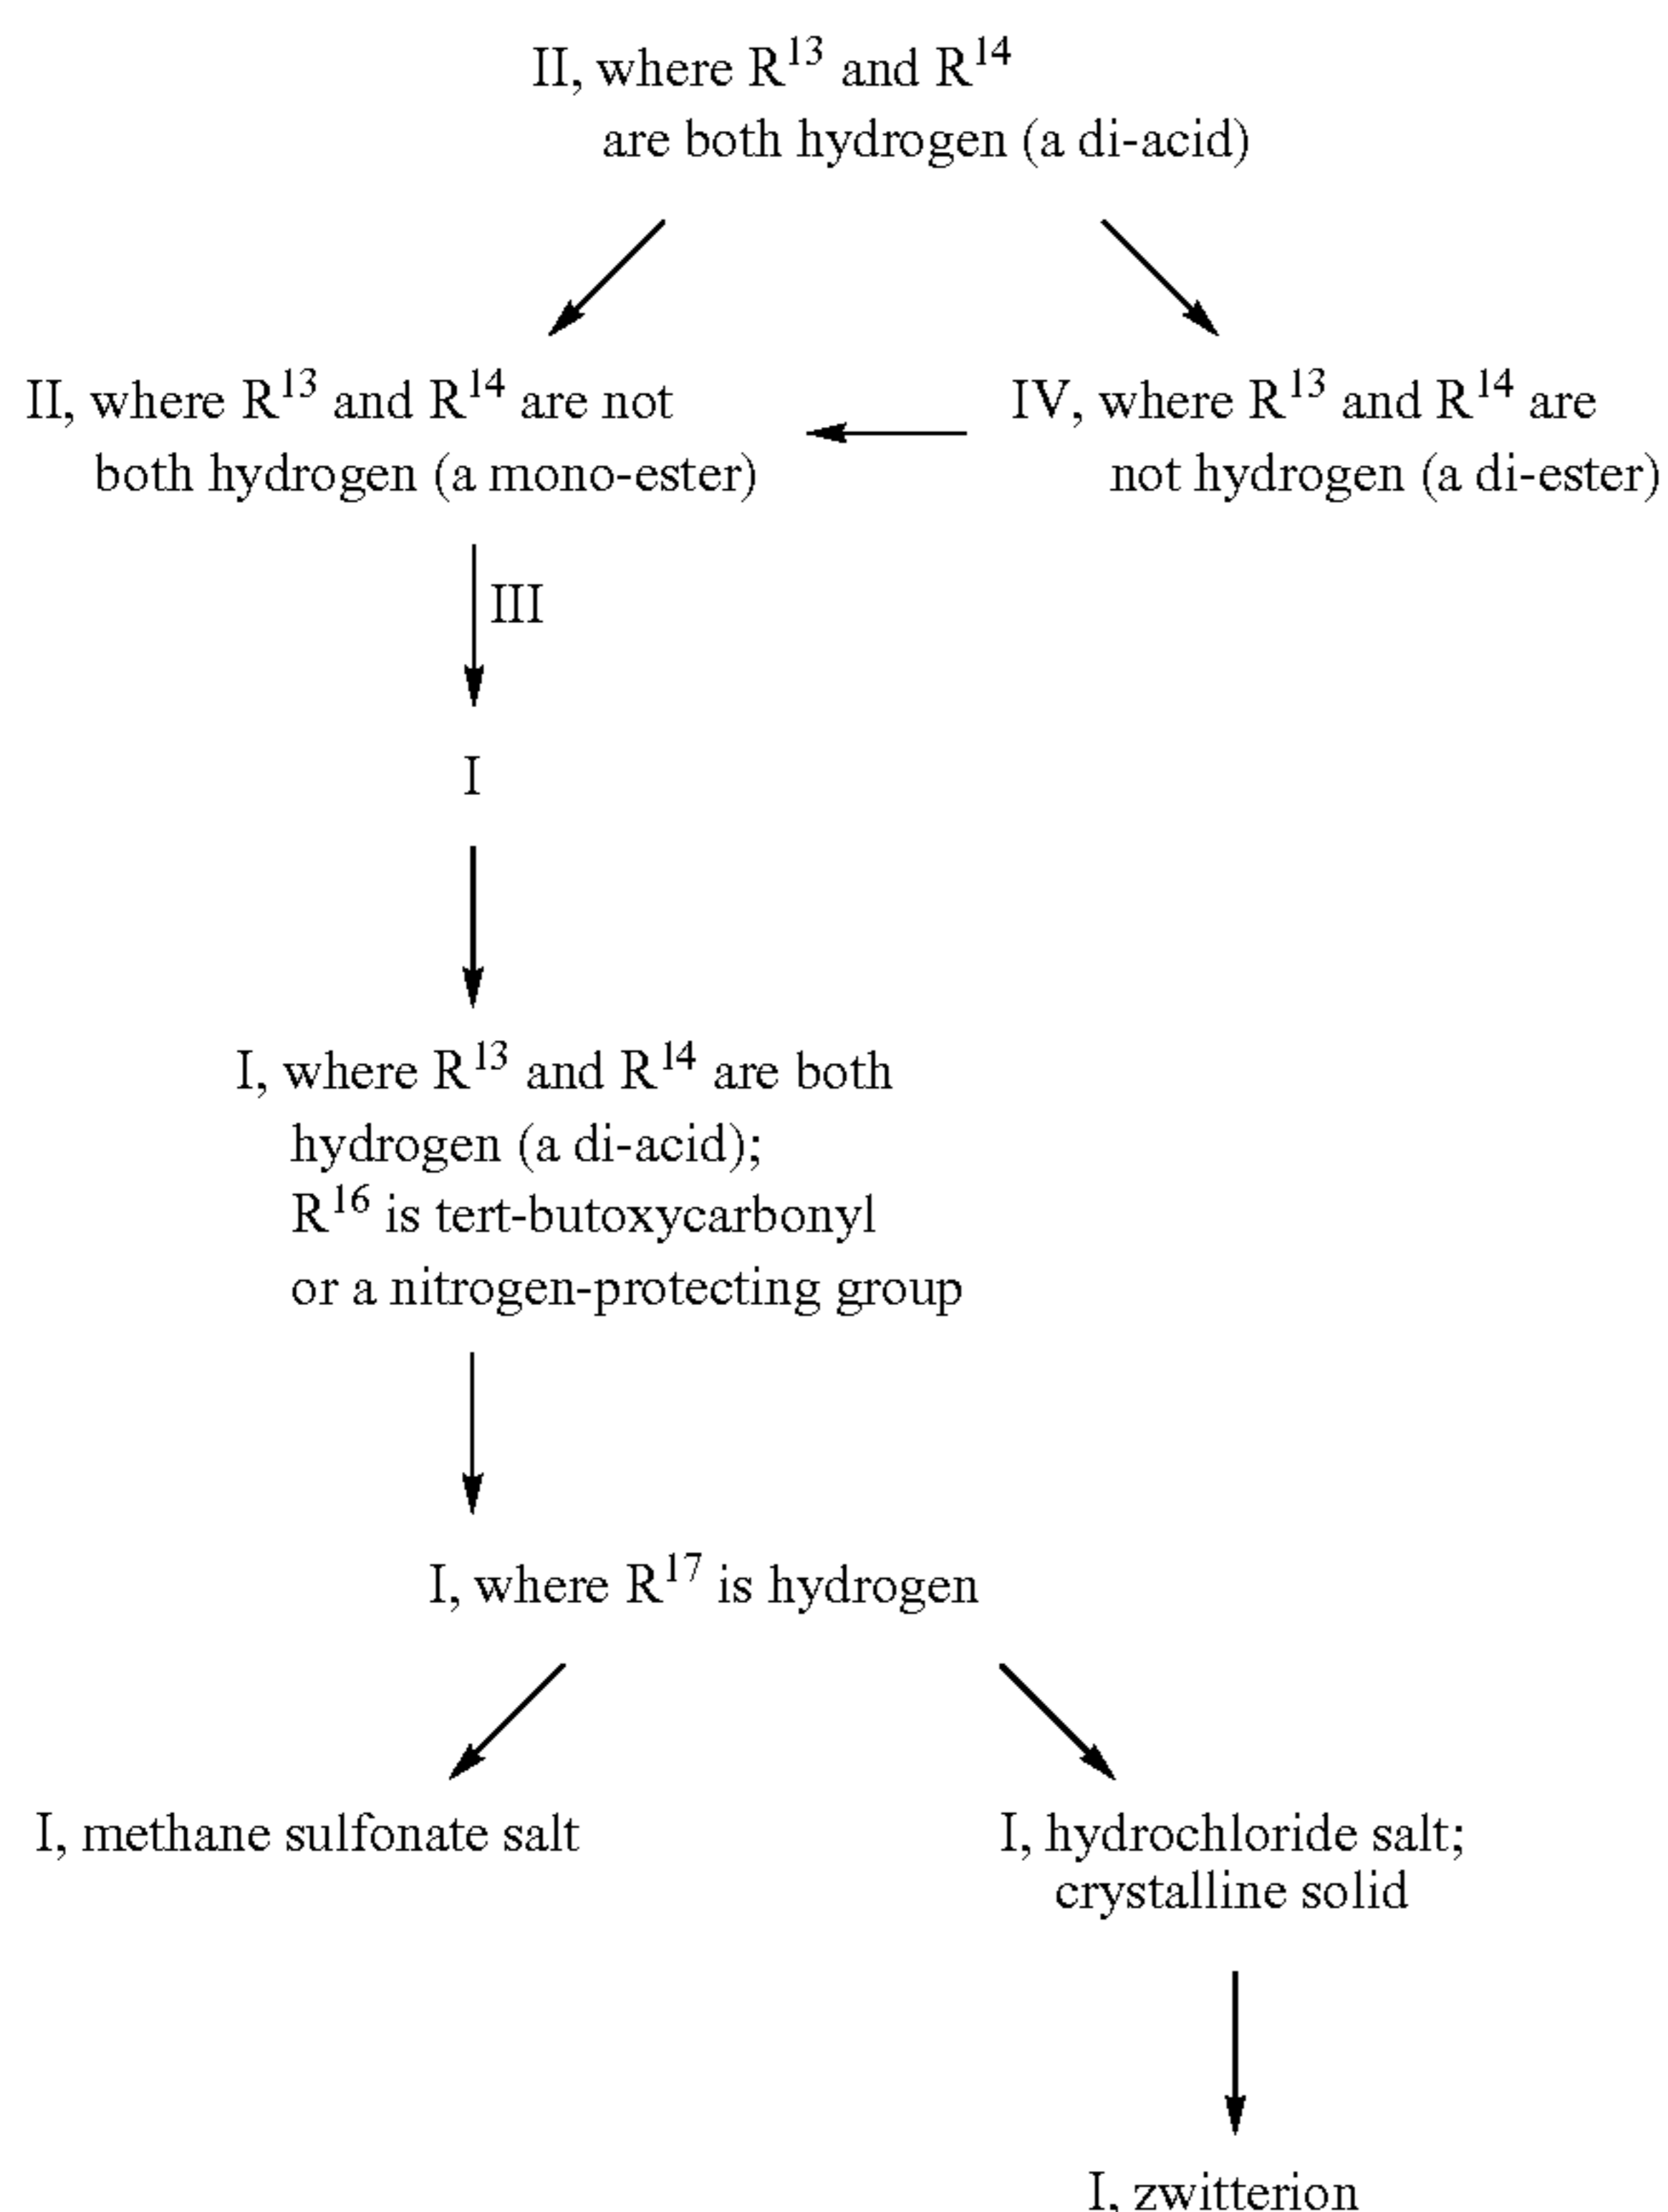 II, where R¹³ and R¹⁴
are both hydrogen (a di-acid)
II, where R¹³ and R¹⁴ are not
both hydrogen (a mono-ester)
IV, where R¹³ and R¹⁴ are
not hydrogen (a di-ester)
III
I
I, where R¹³ and R¹⁴ are both
hydrogen (a di-acid);
R¹⁶ is tert-butoxycarbonyl
or a nitrogen-protecting group
I, where R¹⁷ is hydrogen
I, methane sulfonate salt
I, hydrochloride salt;
crystalline solid
I, zwitterion